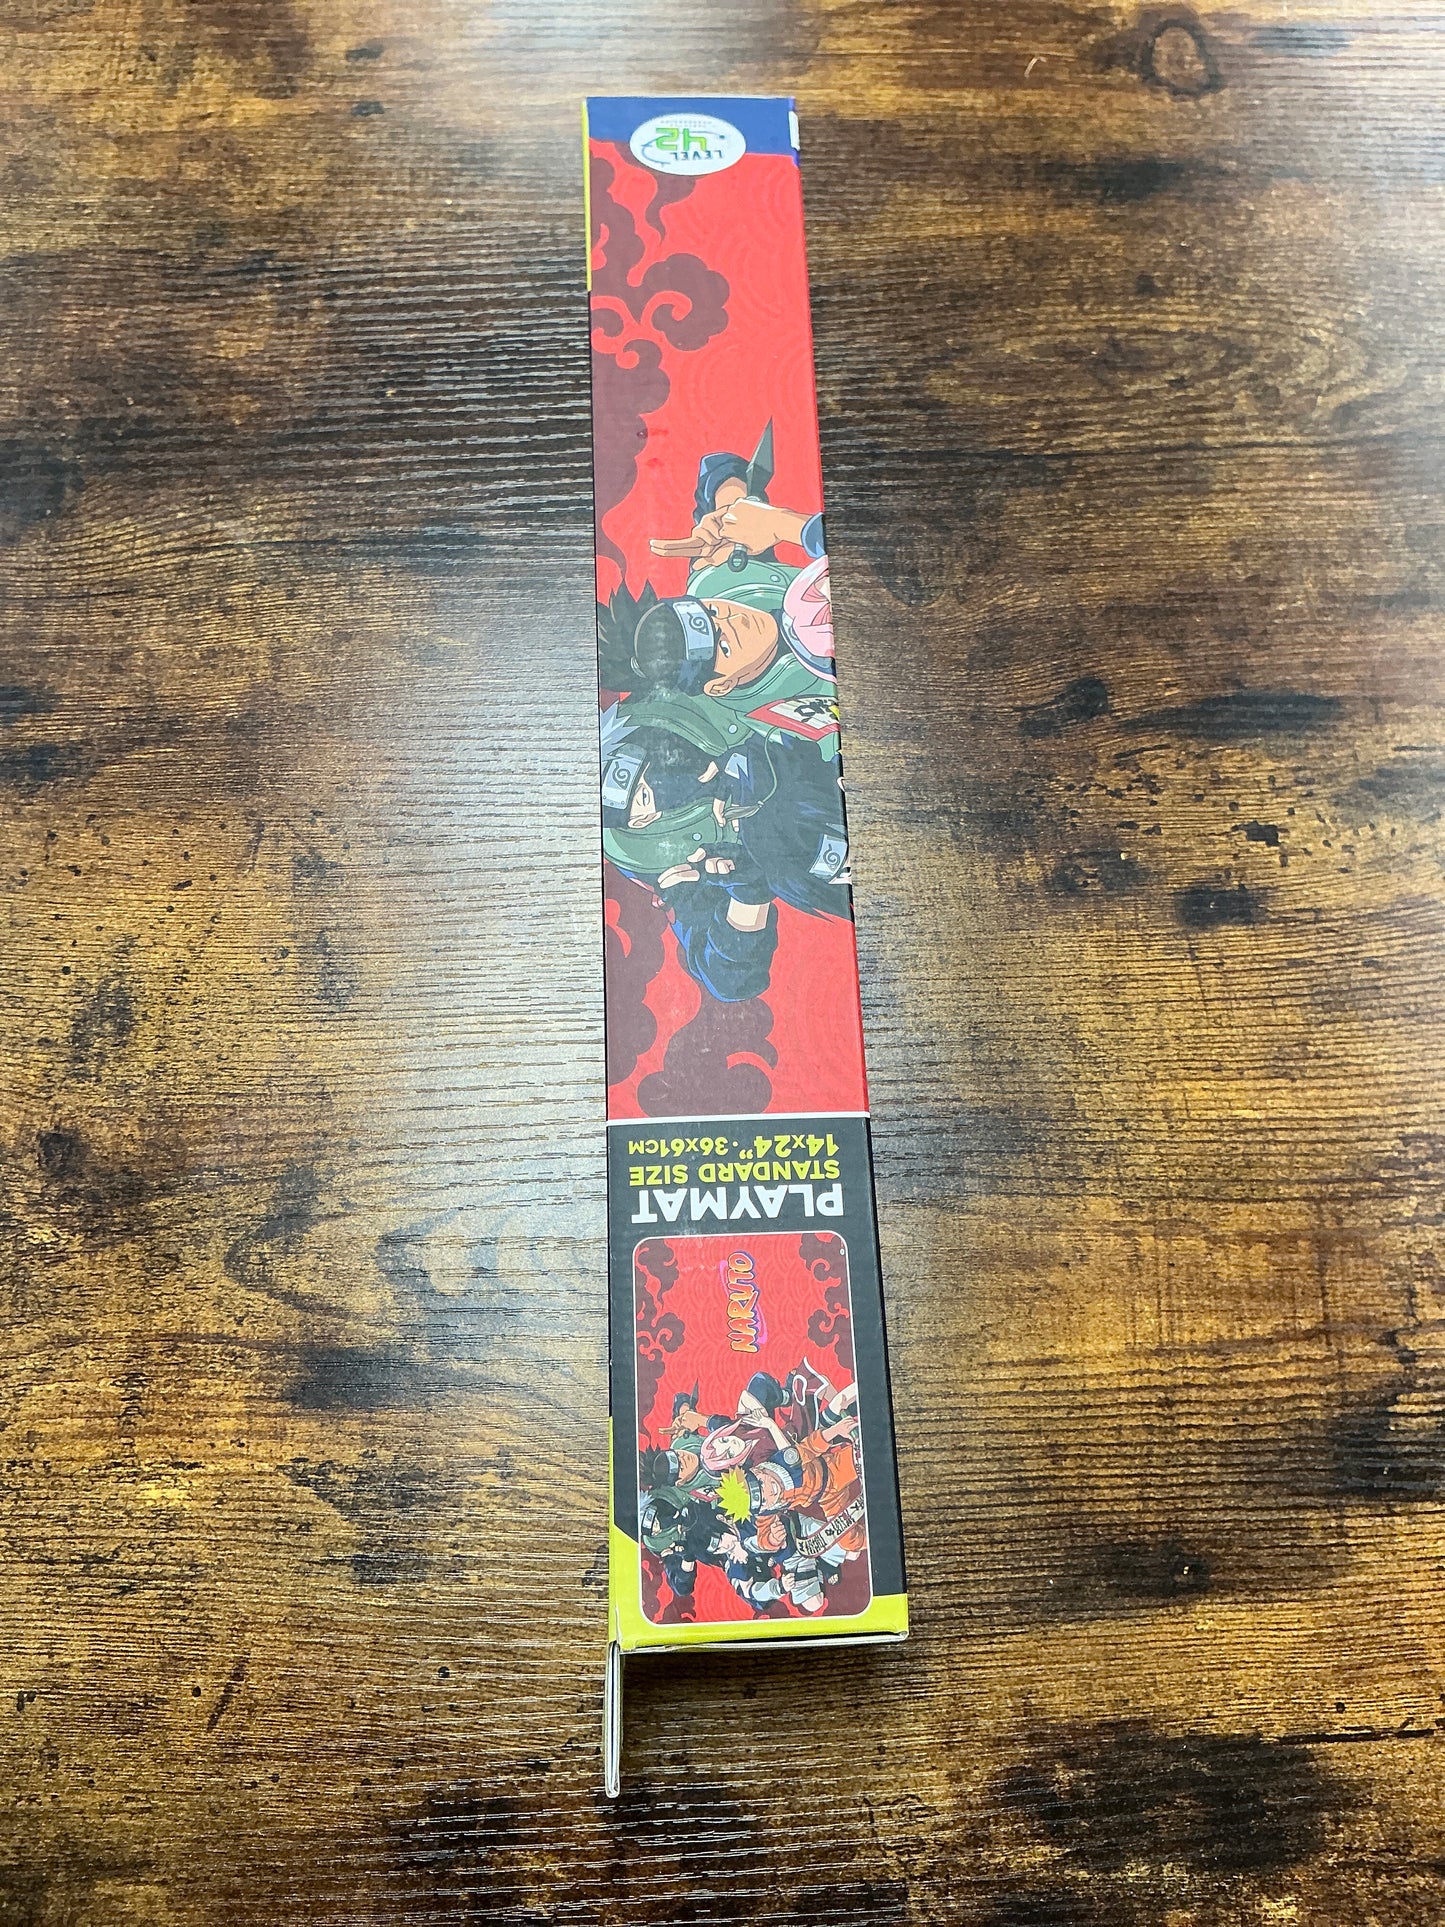 LEVEL
42
PLAYMAT
STANDARD SIZE
14x24”. 36x61CM
NARUTO